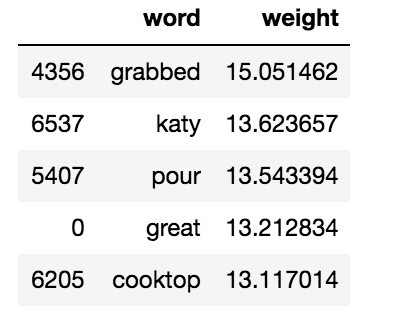 word weight
4356 grabbed 15.051462
6537 katy 13.623657
5407 pour 13.543394
0 great 13.212834
6205 cooktop 13.117014